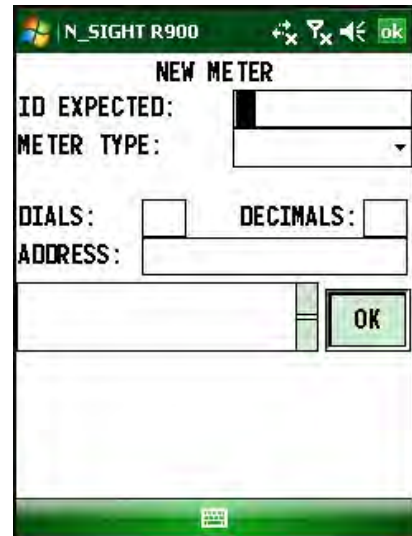 N_SIGHT R900 ok
NEW METER
ID EXPECTED:
METER TYPE:
DIALS: DECIMALS:
ADDRESS:
OK